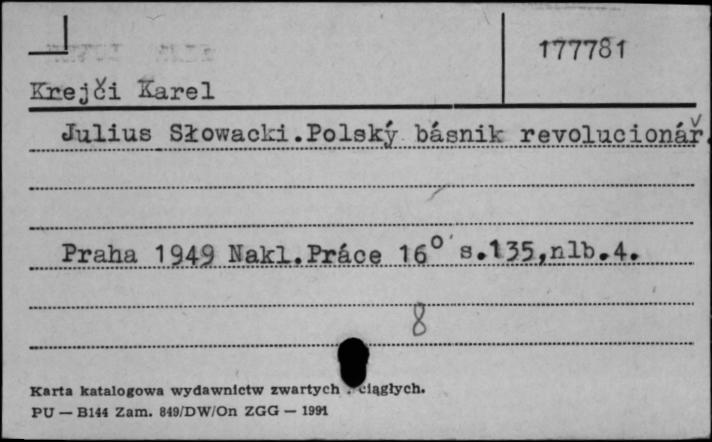 177781
Krejči Karel
Julius Słowacki.Polský básnik revolucionář.
Praha 1949 Nakl.Práce 16° s.135,nlb.4.
8
Karta katalogowa wydawnictw zwartych ciągłych.
PU — B144 Zam. 849/DW/On ZGG — 1991